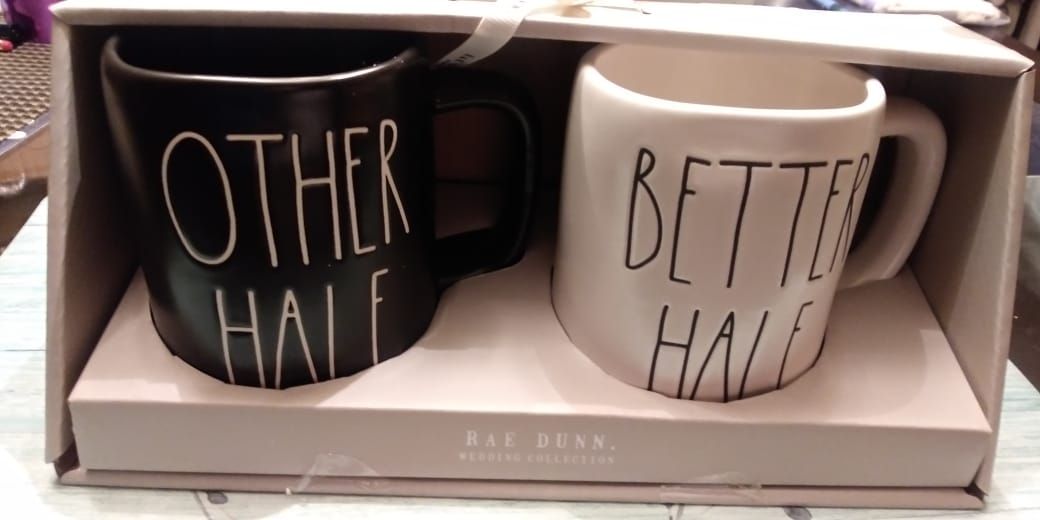 OTHER
HALF
BETTER
HALF
RAE DUNN.
WEDDING COLLECTION